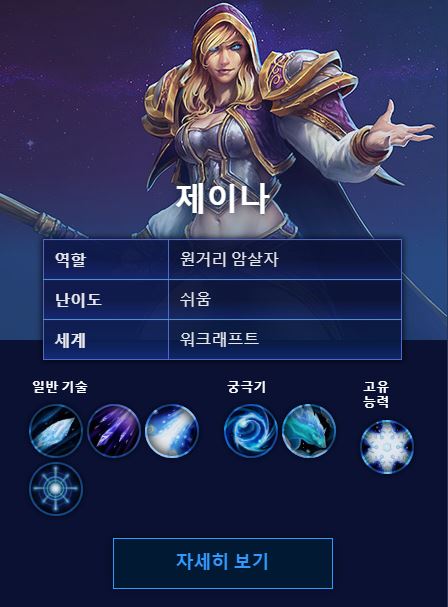 제이나
역할 원거리 암살자
난이도 쉬움
세계 워크래프트
일반 기술 궁극기 고유
능력
자세히 보기